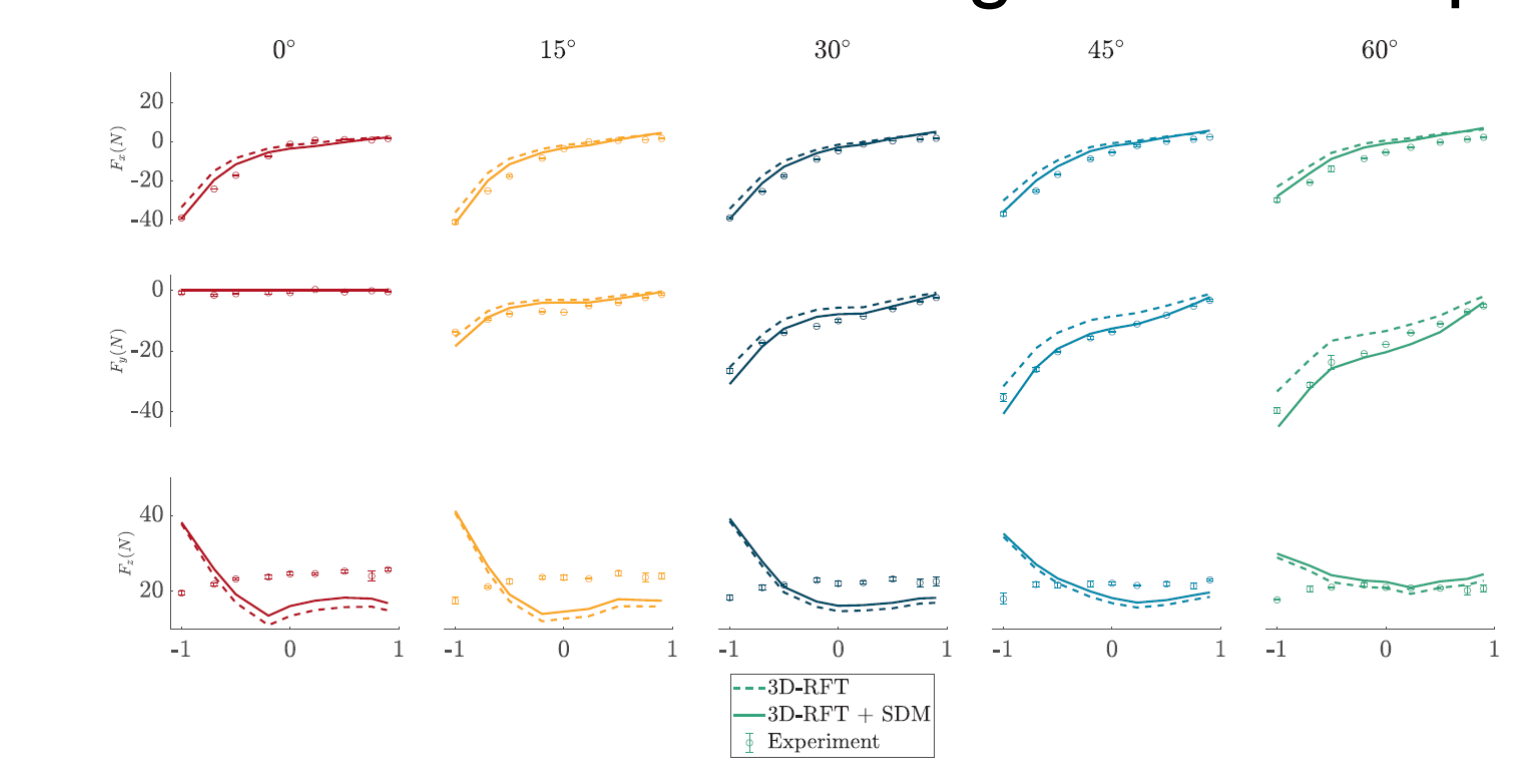 0° 15° 30° 45° 60°
F_x(N)
20
0
-20
-40
F_y(N)
0
-20
-40
F_z(N)
40
20
-1 0 1 -1 0 1 -1 0 1 -1 0 1 -1 0 1
3D-RFT
3D-RFT + SDM
Experiment